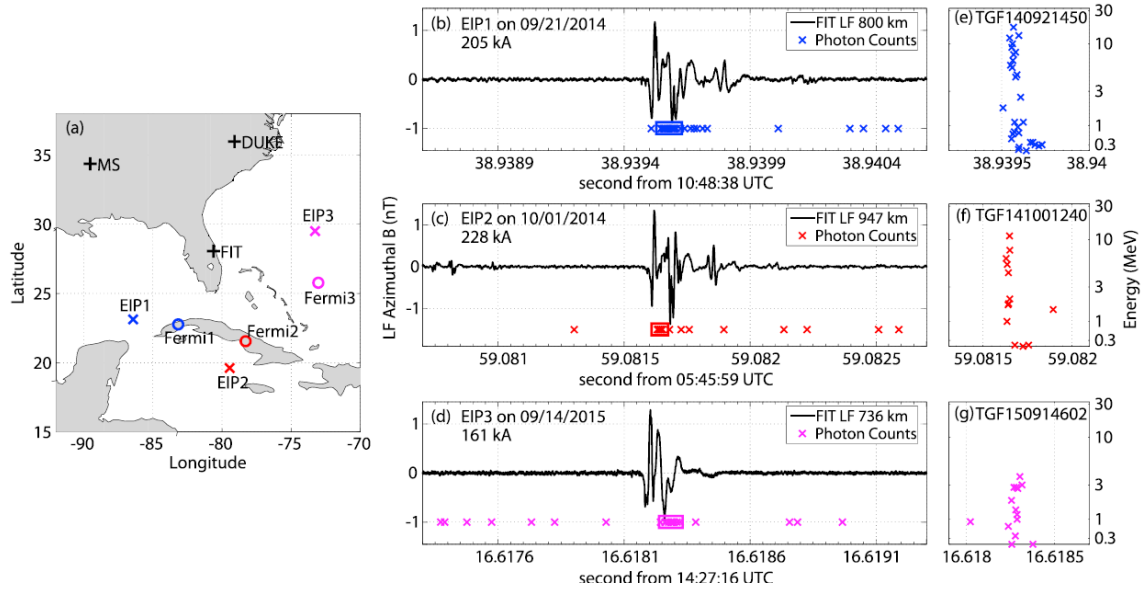 (a)
MS
DUKE
FIT
EIP3
Fermi3
EIP1
Fermi1
Fermi2
EIP2
35
30
25
20
15
-90
-85
-80
-75
-70
Latitude
Longitude
(b) EIP1 on 09/21/2014
205 kA
FIT LF 800 km
Photon Counts
1
0
-1
38.9389
38.9394
38.9399
38.9404
second from 10:48:38 UTC
(c) EIP2 on 10/01/2014
228 kA
FIT LF 947 km
Photon Counts
1
0
-1
59.081
59.0815
59.082
59.0825
second from 05:45:59 UTC
LF Azimuthal B (nT)
(d) EIP3 on 09/14/2015
161 kA
FIT LF 736 km
Photon Counts
1
0
-1
16.6176
16.6181
16.6186
16.6191
second from 14:27:16 UTC
(e) TGF140921450
30
10
3
1
0.3
38.9395
38.94
(f) TGF141001240
30
10
3
1
0.3
59.0815
59.082
Energy (MeV)
(g) TGF150914602
30
10
3
1
0.3
16.618
16.6185